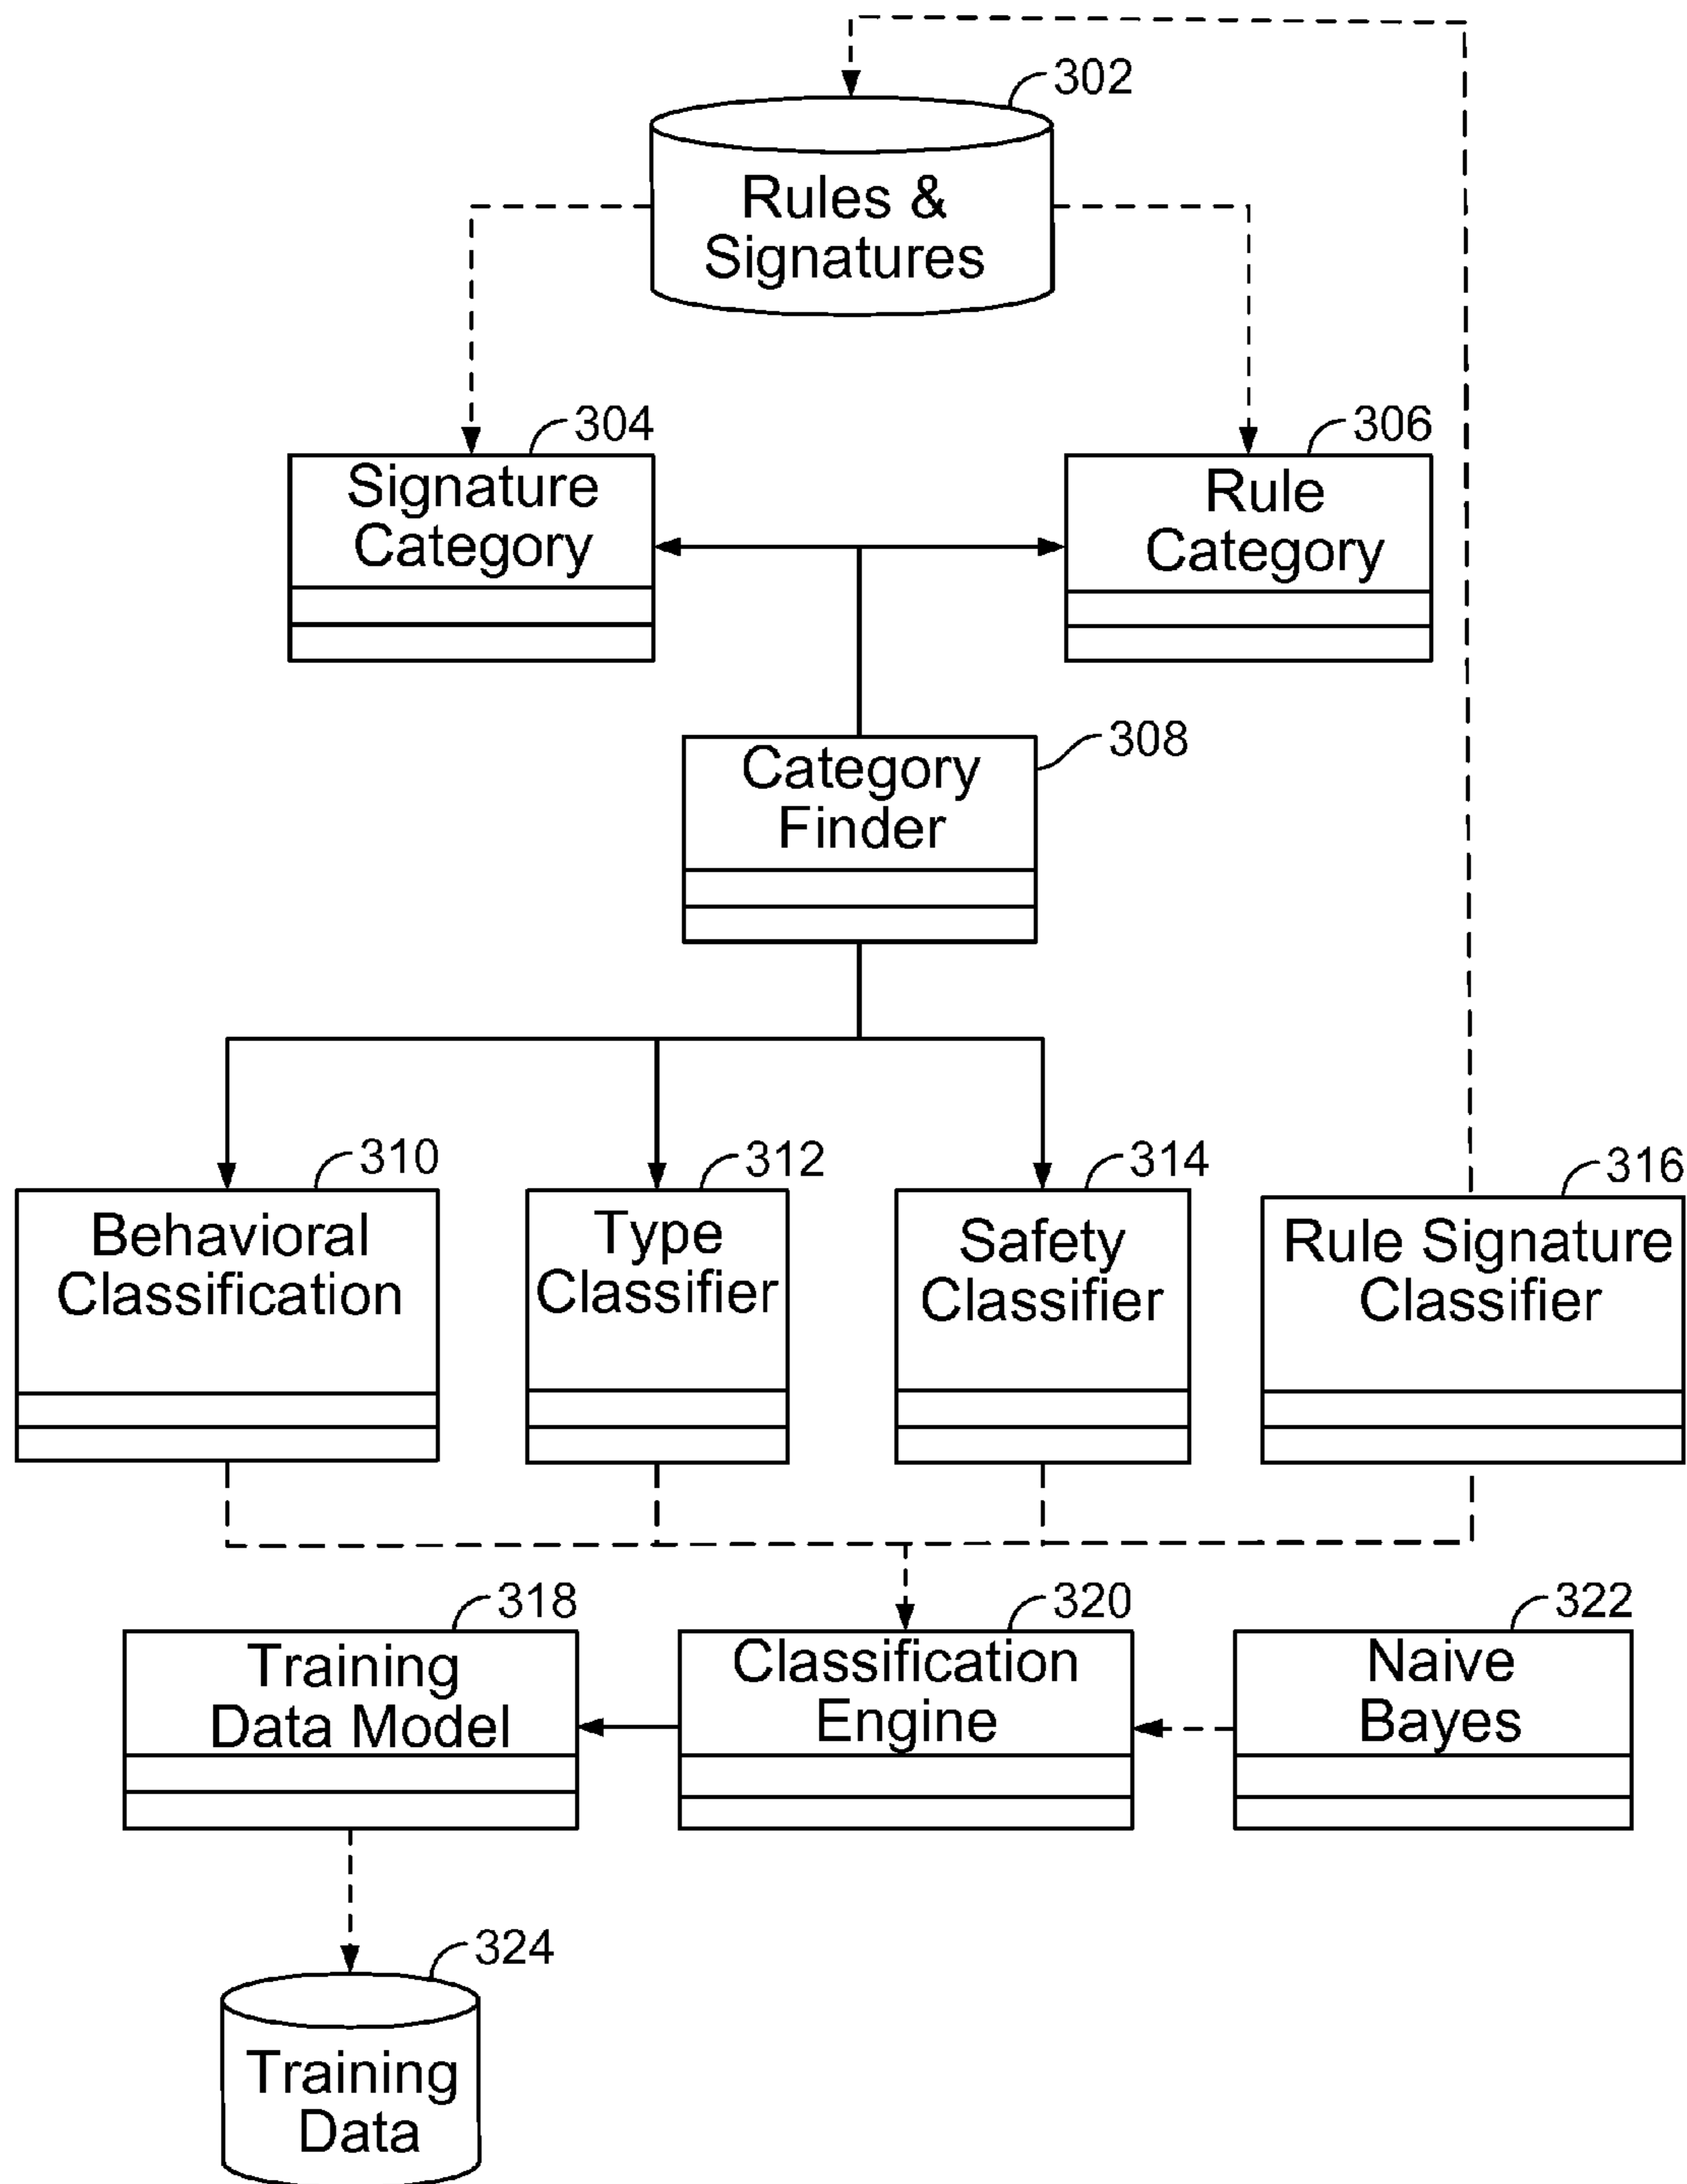 302
Rules &
Signatures
304
Signature
Category
306
Rule
Category
308
Category
Finder
310
Behavioral
Classification
312
Type
Classifier
314
Safety
Classifier
316
Rule Signature
Classifier
318
Training
Data Model
320
Classification
Engine
322
Naive
Bayes
324
Training
Data